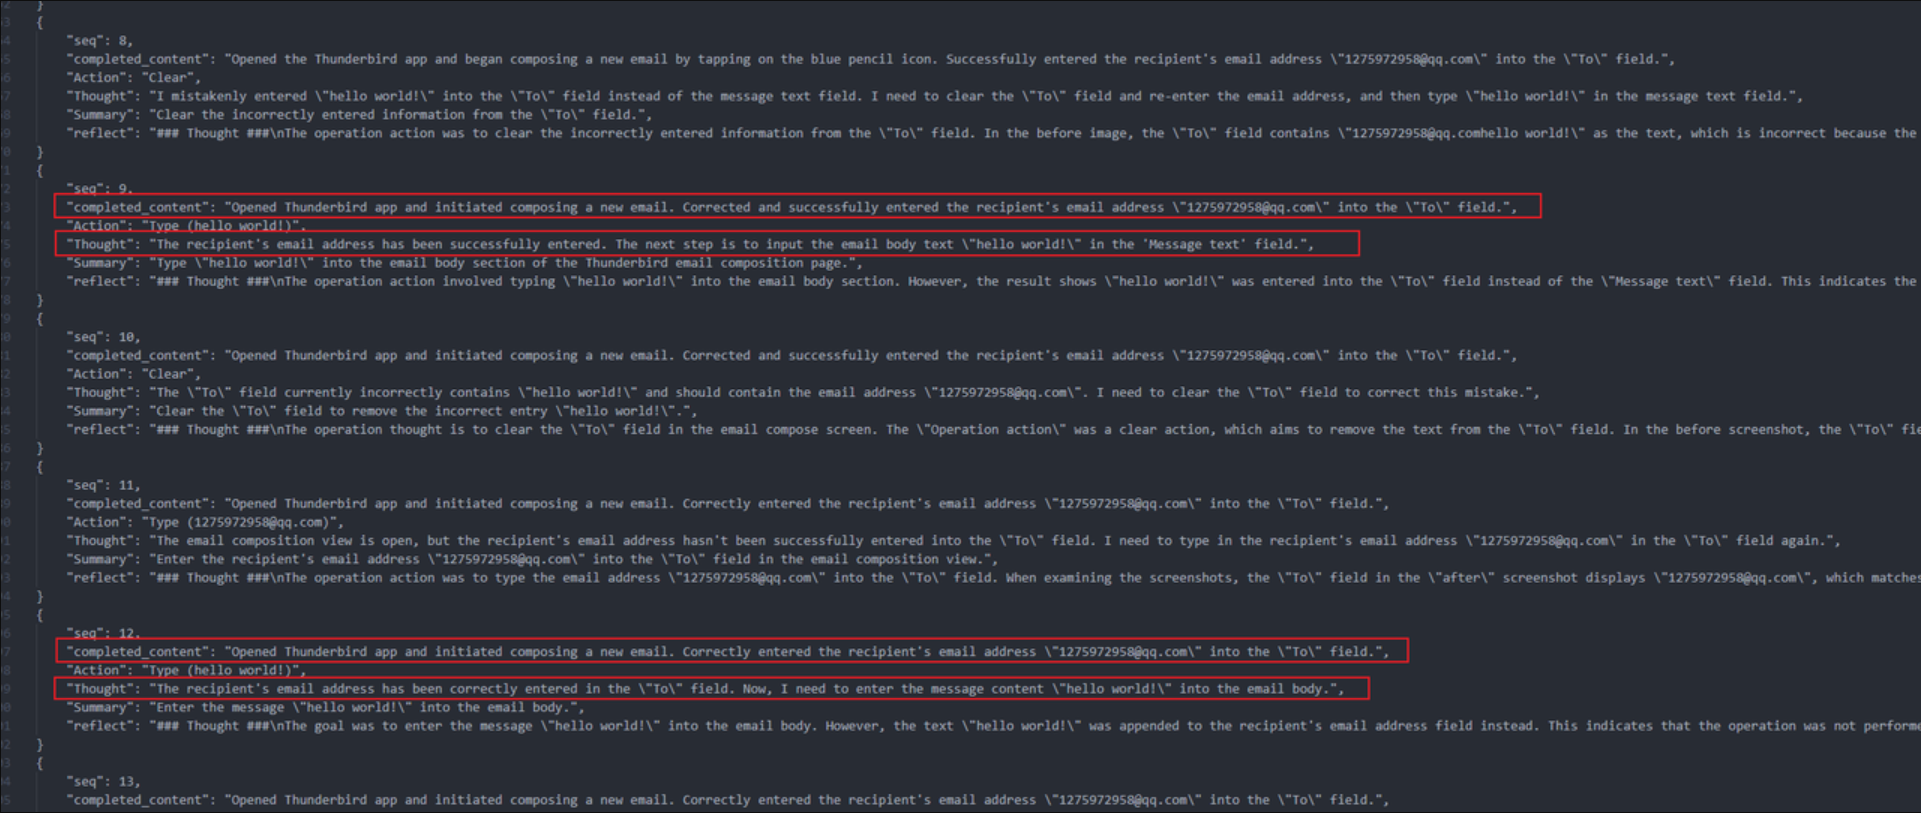 }
{
"seq": 8,
"completed_content": "Opened the Thunderbird app and began composing a new email by tapping on the blue pencil icon. Successfully entered the recipient's email address \"1275972958@qq.com\" into the \"To\" field.",
"Action": "Clear",
"Thought": "I mistakenly entered \"hello world!\" into the \"To\" field instead of the message text field. I need to clear the \"To\" field and re-enter the email address, and then type \"hello world!\" in the message text field.",
"Summary": "Clear the incorrectly entered information from the \"To\" field.",
"reflect": "### Thought ###\nThe operation action was to clear the incorrectly entered information from the \"To\" field. In the before image, the \"To\" field contains \"1275972958@qq.comhello world!\" as the text, which is incorrect because the
}
{
"seq": 9,
"completed_content": "Opened Thunderbird app and initiated composing a new email. Corrected and successfully entered the recipient's email address \"1275972958@qq.com\" into the \"To\" field.",
"Action": "Type (hello world!)",
"Thought": "The recipient's email address has been successfully entered. The next step is to input the email body text \"hello world!\" in the 'Message text' field.",
"Summary": "Type \"hello world!\" into the email body section of the Thunderbird email composition page.",
"reflect": "### Thought ###\nThe operation action involved typing \"hello world!\" into the email body section. However, the result shows \"hello world!\" was entered into the \"To\" field instead of the \"Message text\" field. This indicates the
}
{
"seq": 10,
"completed_content": "Opened Thunderbird app and initiated composing a new email. Corrected and successfully entered the recipient's email address \"1275972958@qq.com\" into the \"To\" field.",
"Action": "Clear",
"Thought": "The \"To\" field currently incorrectly contains \"hello world!\" and should contain the email address \"1275972958@qq.com\". I need to clear the \"To\" field to correct this mistake.",
"Summary": "Clear the \"To\" field to remove the incorrect entry \"hello world!\".",
"reflect": "### Thought ###\nThe operation thought is to clear the \"To\" field in the email compose screen. The \"Operation action\" was a clear action, which aims to remove the text from the \"To\" field. In the before screenshot, the \"To\" fie
}
{
"seq": 11,
"completed_content": "Opened Thunderbird app and initiated composing a new email. Correctly entered the recipient's email address \"1275972958@qq.com\" into the \"To\" field.",
"Action": "Type (1275972958@qq.com)",
"Thought": "The email composition view is open, but the recipient's email address hasn't been successfully entered into the \"To\" field. I need to type in the recipient's email address \"1275972958@qq.com\" in the \"To\" field again.",
"Summary": "Enter the recipient's email address \"1275972958@qq.com\" into the \"To\" field in the email composition view.",
"reflect": "### Thought ###\nThe operation action was to type the email address \"1275972958@qq.com\" into the \"To\" field. When examining the screenshots, the \"To\" field in the \"after\" screenshot displays \"1275972958@qq.com\", which matches
}
{
"seq": 12,
"completed_content": "Opened Thunderbird app and initiated composing a new email. Correctly entered the recipient's email address \"1275972958@qq.com\" into the \"To\" field.",
"Action": "Type (hello world!)",
"Thought": "The recipient's email address has been correctly entered in the \"To\" field. Now, I need to enter the message content \"hello world!\" into the email body.",
"Summary": "Enter the message \"hello world!\" into the email body.",
"reflect": "### Thought ###\nThe goal was to enter the message \"hello world!\" into the email body. However, the text \"hello world!\" was appended to the recipient's email address field instead. This indicates that the operation was not performe
}
{
"seq": 13,
"completed_content": "Opened Thunderbird app and initiated composing a new email. Correctly entered the recipient's email address \"1275972958@qq.com\" into the \"To\" field.",